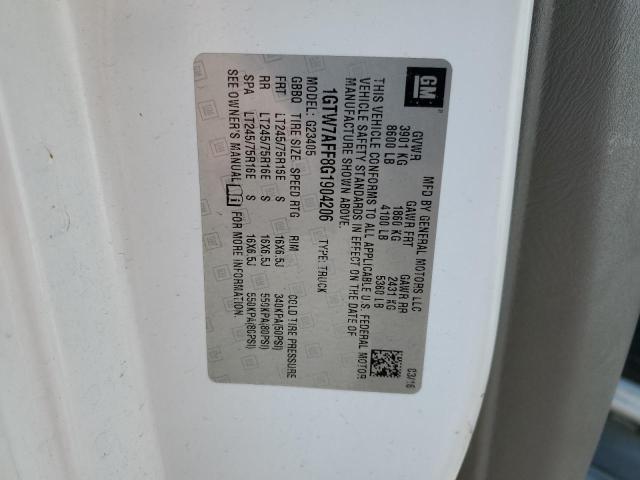 GM
MFD BY GENERAL MOTORS LLC
03/16
GVWR GAWR FRT GAWR RR
3901 KG 1860 KG 2431 KG
8600 LB 4100 LB 5360 LB
THIS VEHICLE CONFORMS TO ALL APPLICABLE U.S. FEDERAL MOTOR
VEHICLE SAFETY STANDARDS IN EFFECT ON THE DATE OF
MANUFACTURE SHOWN ABOVE.
1GTW7AFF8G1904206 TYPE: TRUCK
MODEL: G23405
GBBQ TIRE SIZE SPEED RTG RIM COLD TIRE PRESSURE
FRT LT245/75R16E S 16X6.5J 340KPA(50PSI)
RR LT245/75R16E S 16X6.5J 550KPA(80PSI)
SPA LT245/75R16E S 16X6.5J 550KPA(80PSI)
SEE OWNER'S MANUAL FOR MORE INFORMATION.